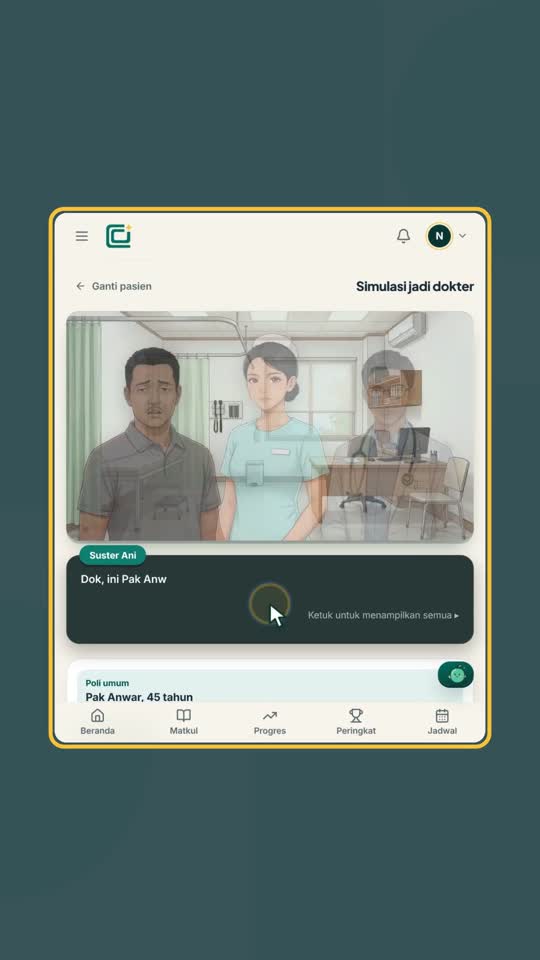 N
Ganti pasien
Simulasi jadi dokter
Suster Ani
Dok, ini Pak Anw
Ketuk untuk menampilkan semua ▸
Poli umum
Pak Anwar, 45 tahun
Beranda
Matkul
Progres
Peringkat
Jadwal